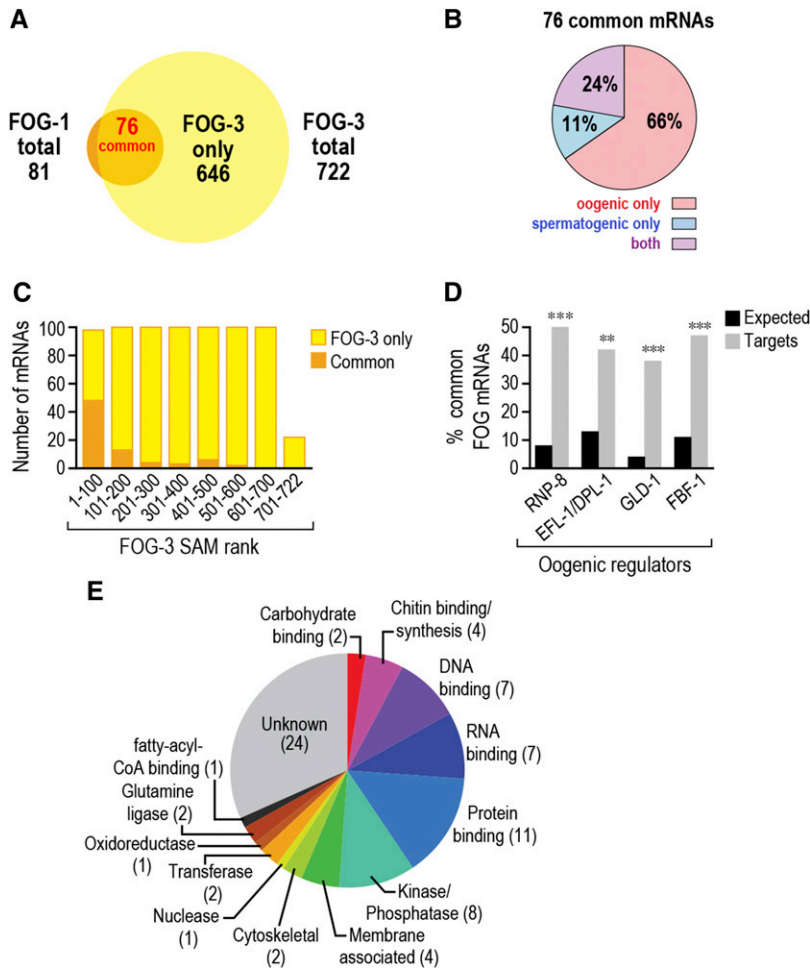 A
FOG-1
total
81
76
common
FOG-3
only
646
FOG-3
total
722
B
76 common mRNAs
24%
11%
66%
oogenic only
spermatogenic only
both
C
Number of mRNAs
100
80
60
40
20
0
FOG-3 only
Common
1-100
101-200
201-300
301-400
401-500
501-600
601-700
701-722
FOG-3 SAM rank
D
% common
FOG mRNAs
50
40
30
20
10
0
Expected
Targets
***
**
***
***
RNP-8
EFL-1/DPL-1
GLD-1
FBF-1
Oogenic regulators
E
Carbohydrate
binding (2)
Chitin binding/
synthesis (4)
DNA
binding
(7)
RNA
binding (7)
Protein
binding (11)
Kinase/
Phosphatase (8)
Membrane
associated (4)
Cytoskeletal
(2)
Nuclease
(1)
Transferase
(2)
Oxidoreductase
(1)
Glutamine
ligase (2)
fatty-acyl-
CoA binding (1)
Unknown
(24)